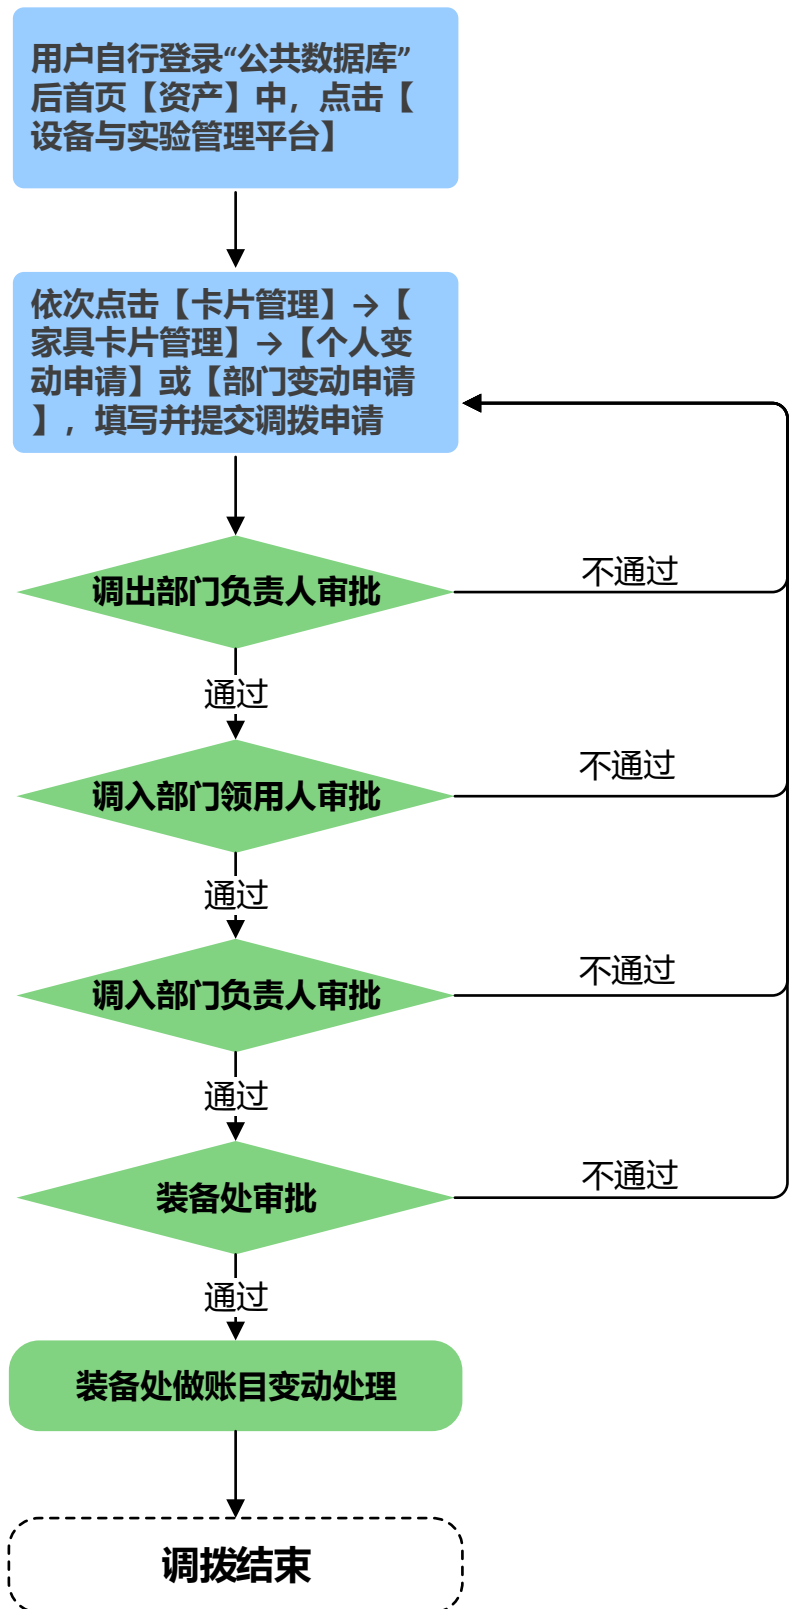 用户自行登录“公共数据库”
后首页【资产】中，点击【
设备与实验管理平台】
依次点击【卡片管理】→【
家具卡片管理】→【个人变
动申请】或【部门变动申请
】，填写并提交调拨申请
调出部门负责人审批
不通过
通过
调入部门领用人审批
不通过
通过
调入部门负责人审批
不通过
通过
装备处审批
不通过
通过
装备处做账目变动处理
调拨结束